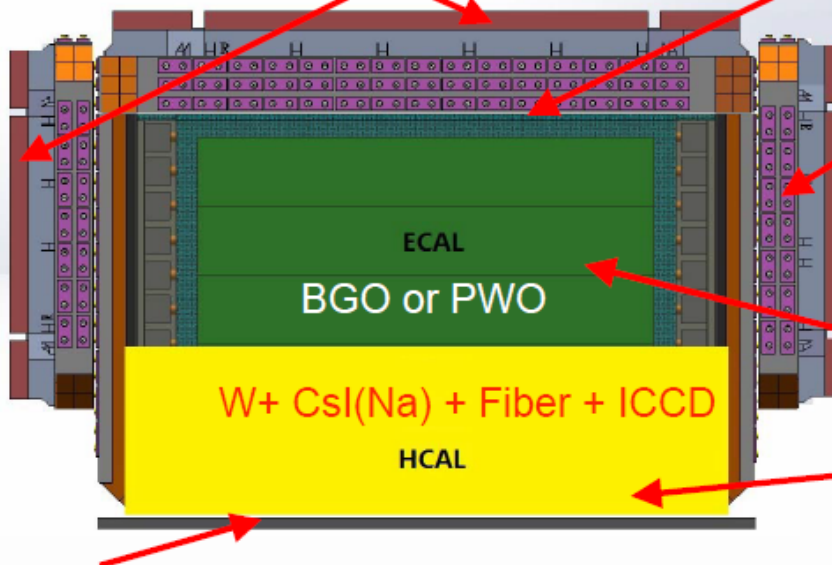 M H R H H H H H M
ECAL
BGO or PWO
W+ CsI(Na) + Fiber + ICCD
HCAL